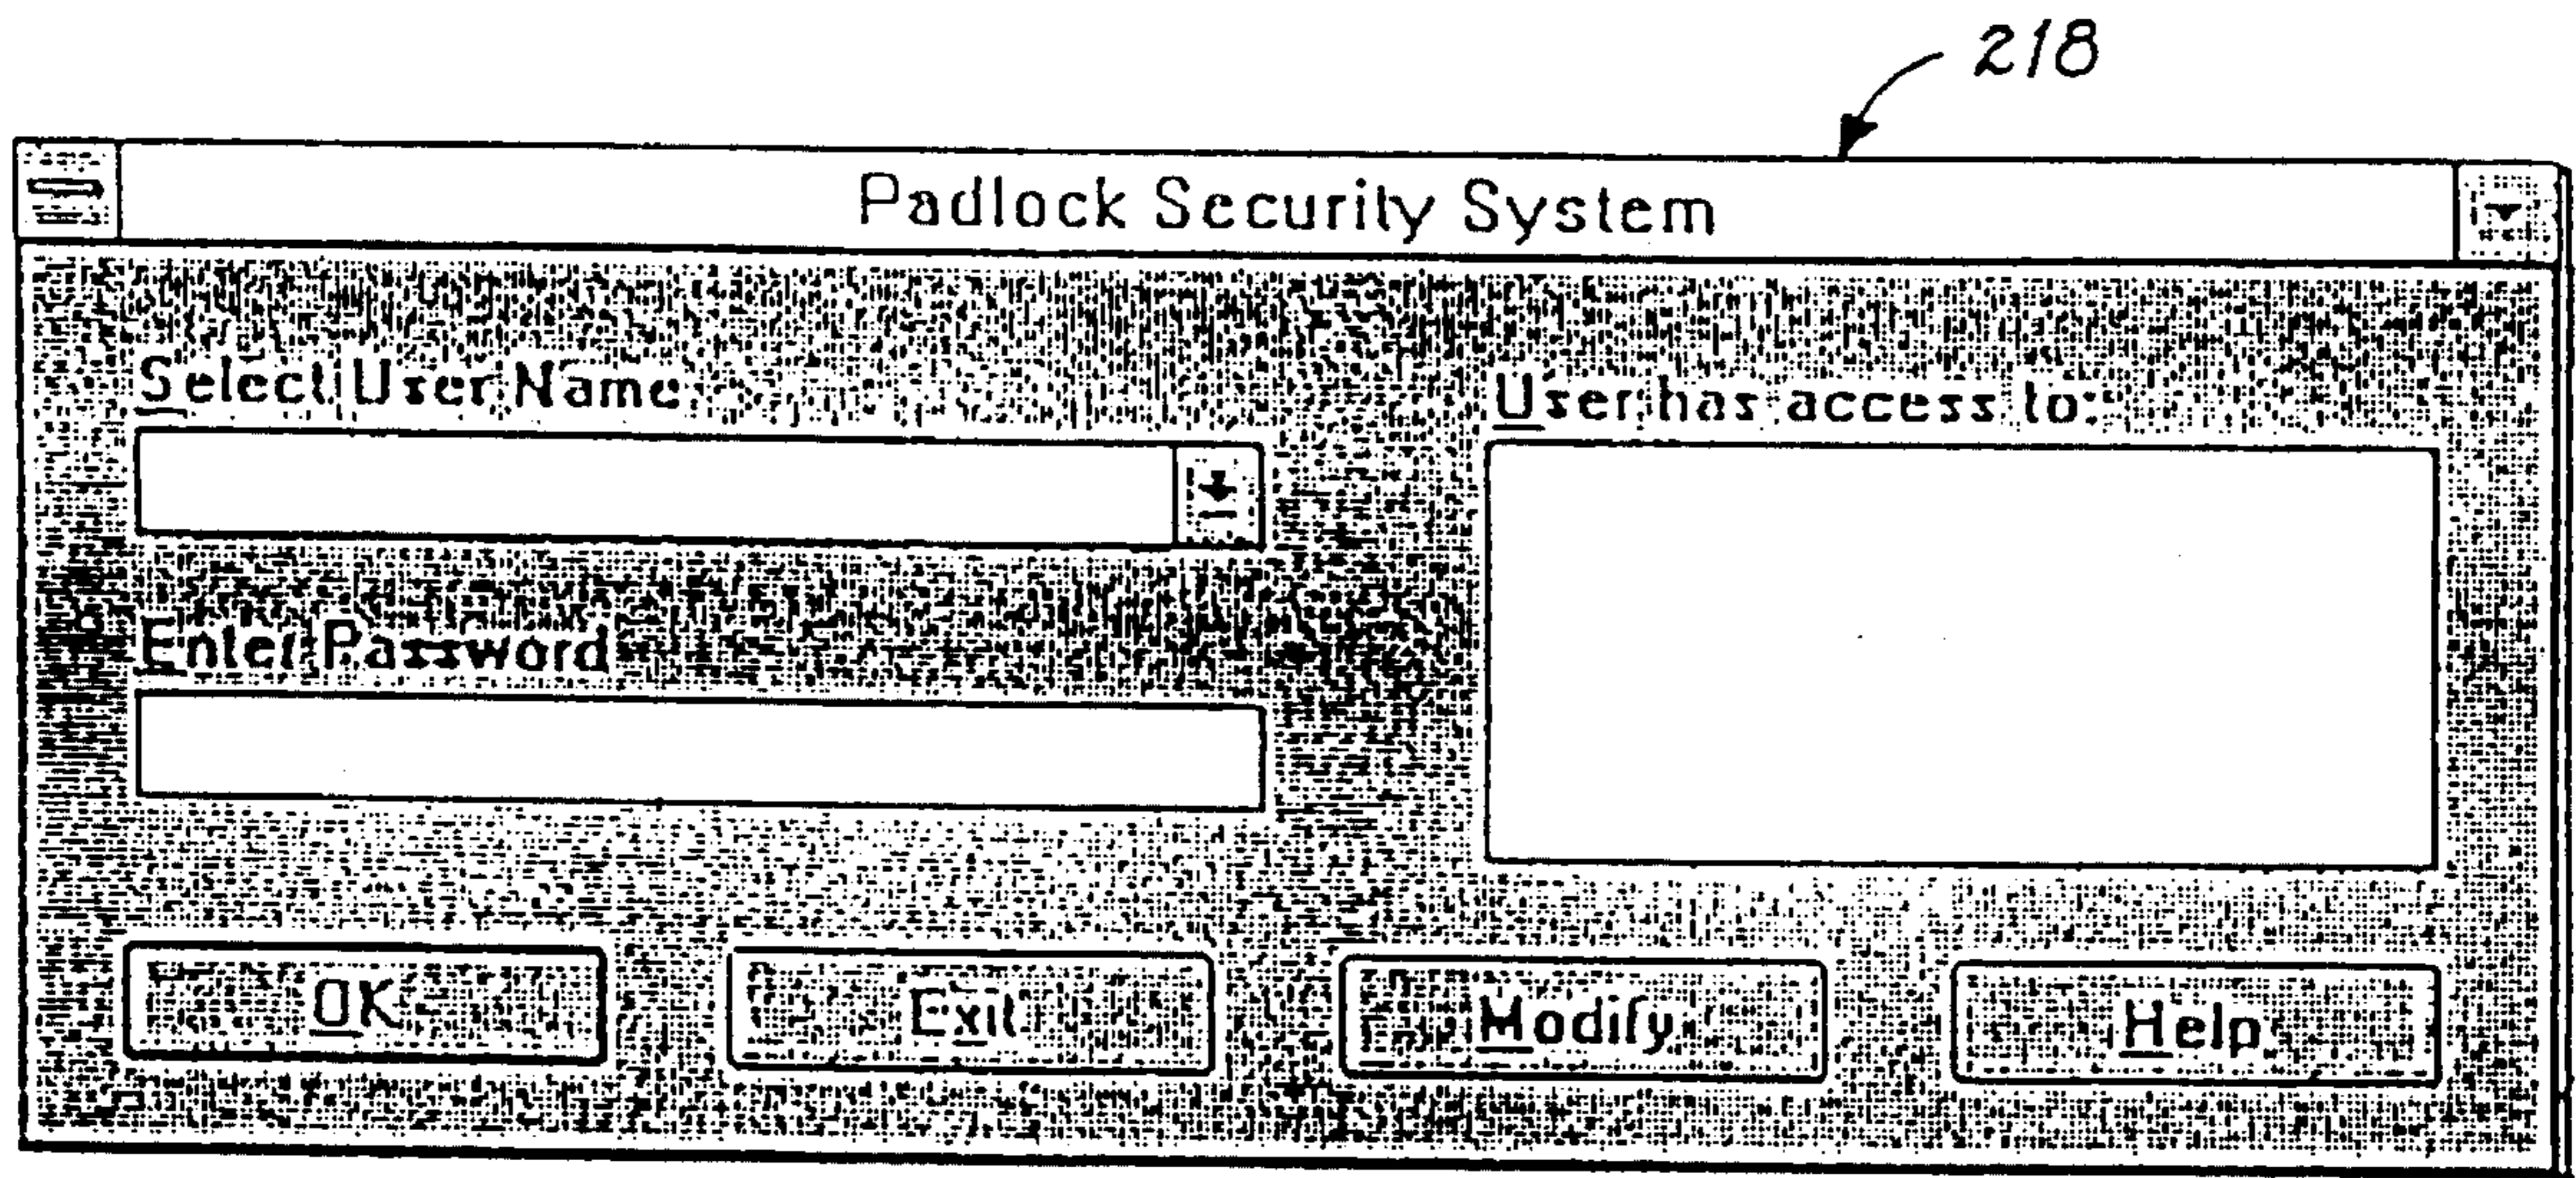 218
Padlock Security System
Select User Name
User has access to:
Enter Password
OK
Exit
Modify
Help